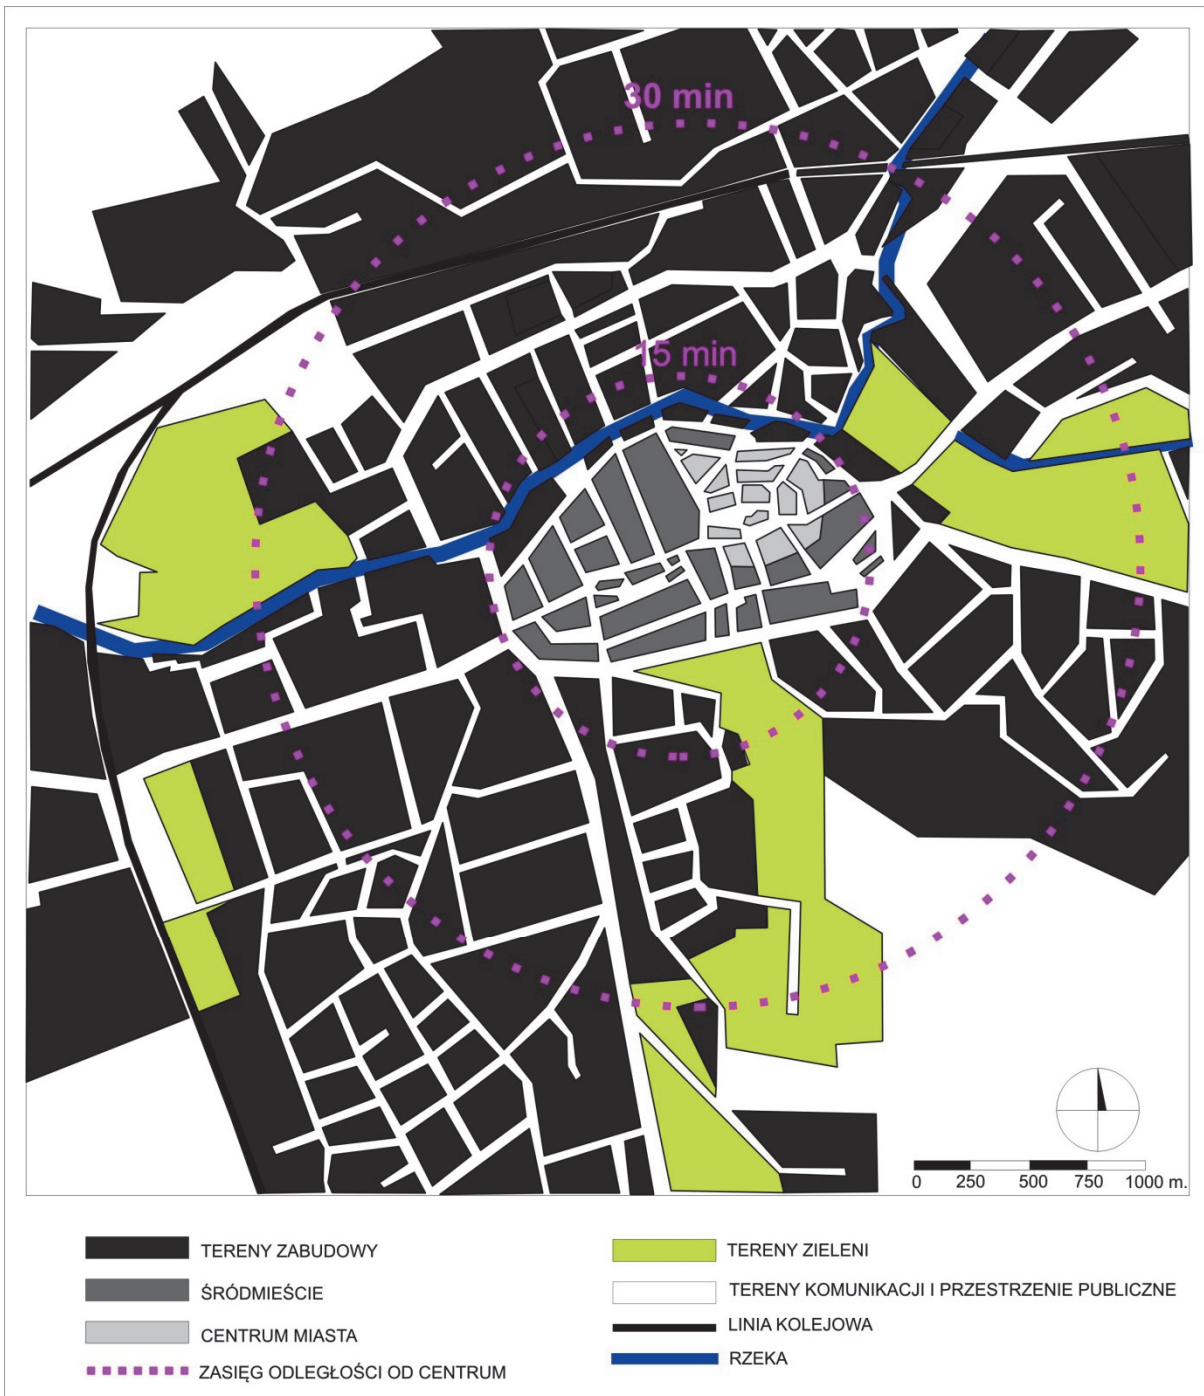 30 min
15 min
0 250 500 750 1000 m.
TERENY ZABUDOWY
ŚRÓDMIEŚCIE
CENTRUM MIASTA
ZASIĘG ODLEGŁOŚCI OD CENTRUM
TERENY ZIELENI
TERENY KOMUNIKACJI I PRZESTRZENIE PUBLICZNE
LINIA KOLEJOWA
RZEKA